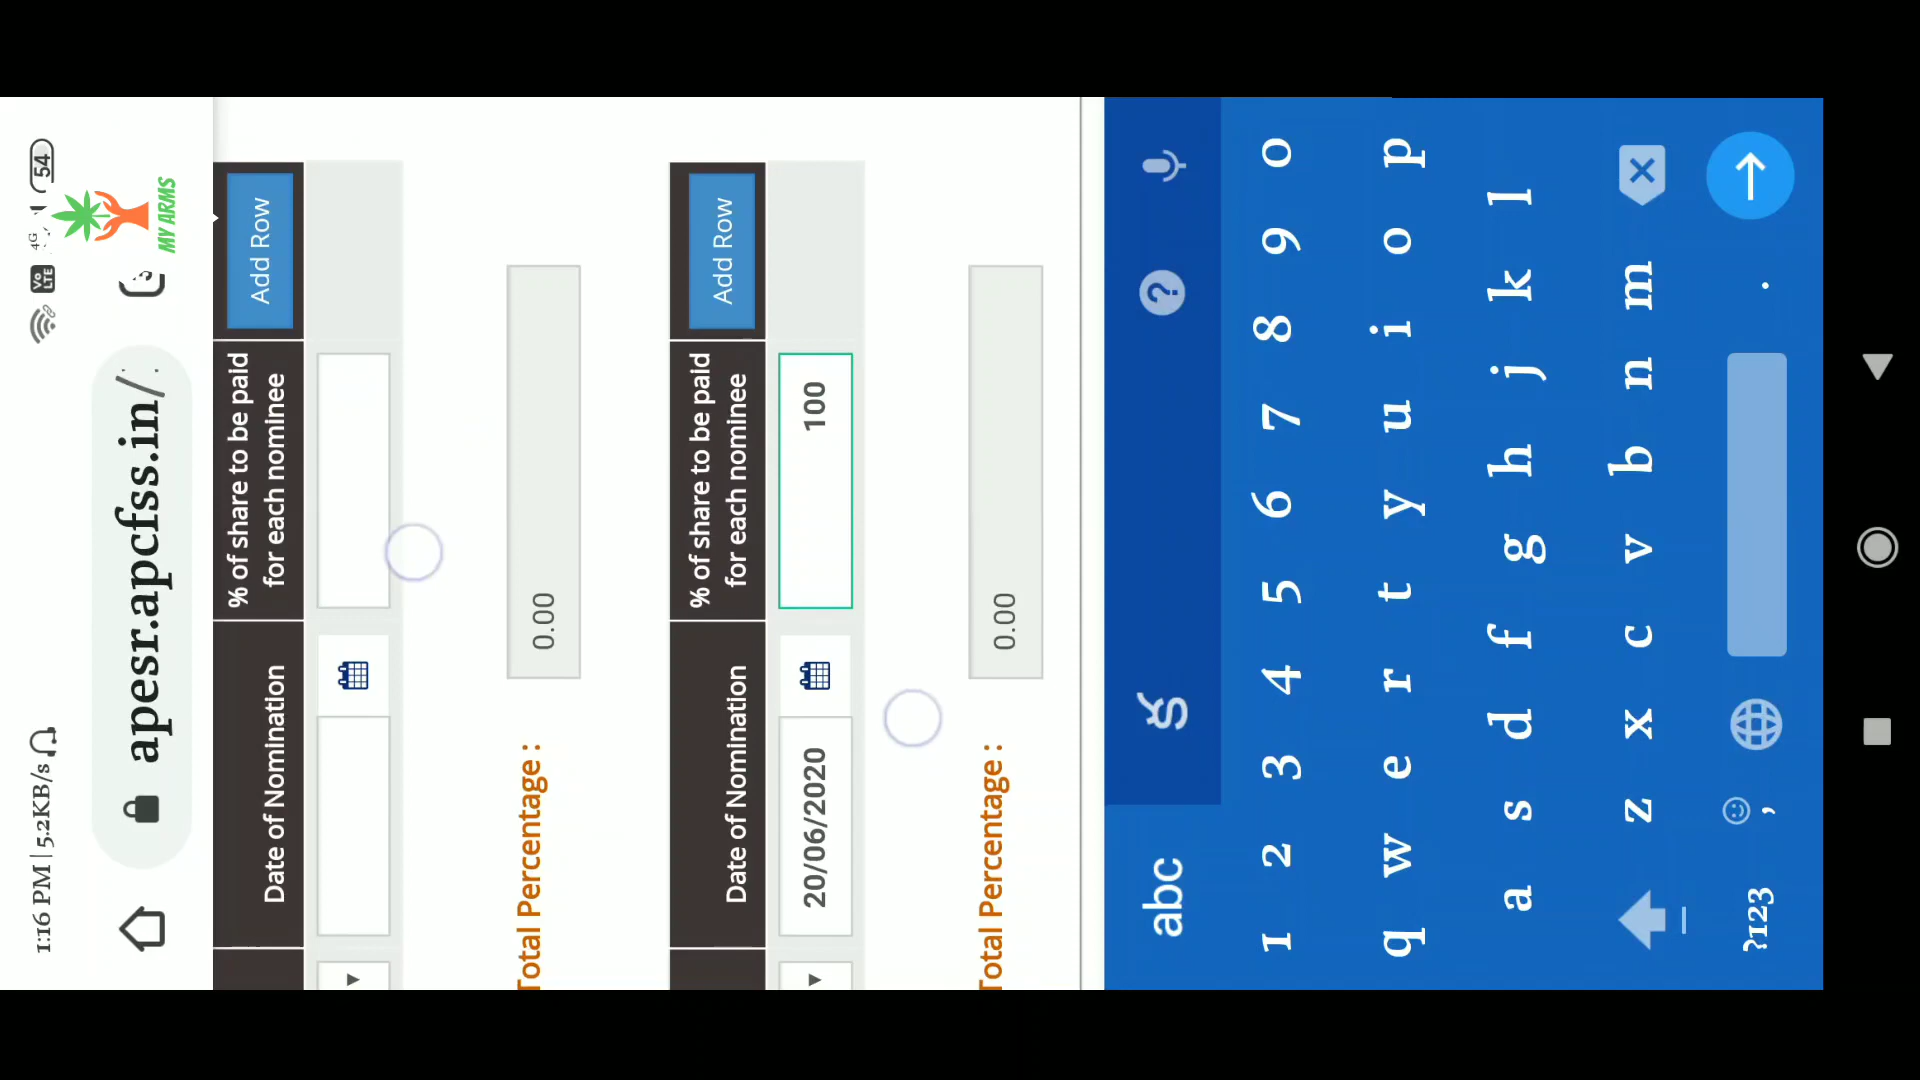 1:16 PM | 5.2KB/s
Vo LTE 4G 54
MY ARMS
apesr.apcfss.in/
Date of Nomination
% of share to be paid for each nominee
Add Row
Total Percentage :
0.00
Date of Nomination
% of share to be paid for each nominee
Add Row
20/06/2020
100
Total Percentage :
0.00
abc
?
1 2 3 4 5 6 7 8 9 0
q w e r t y u i o p
a s d f g h j k l
z x c v b n m
?123 , .